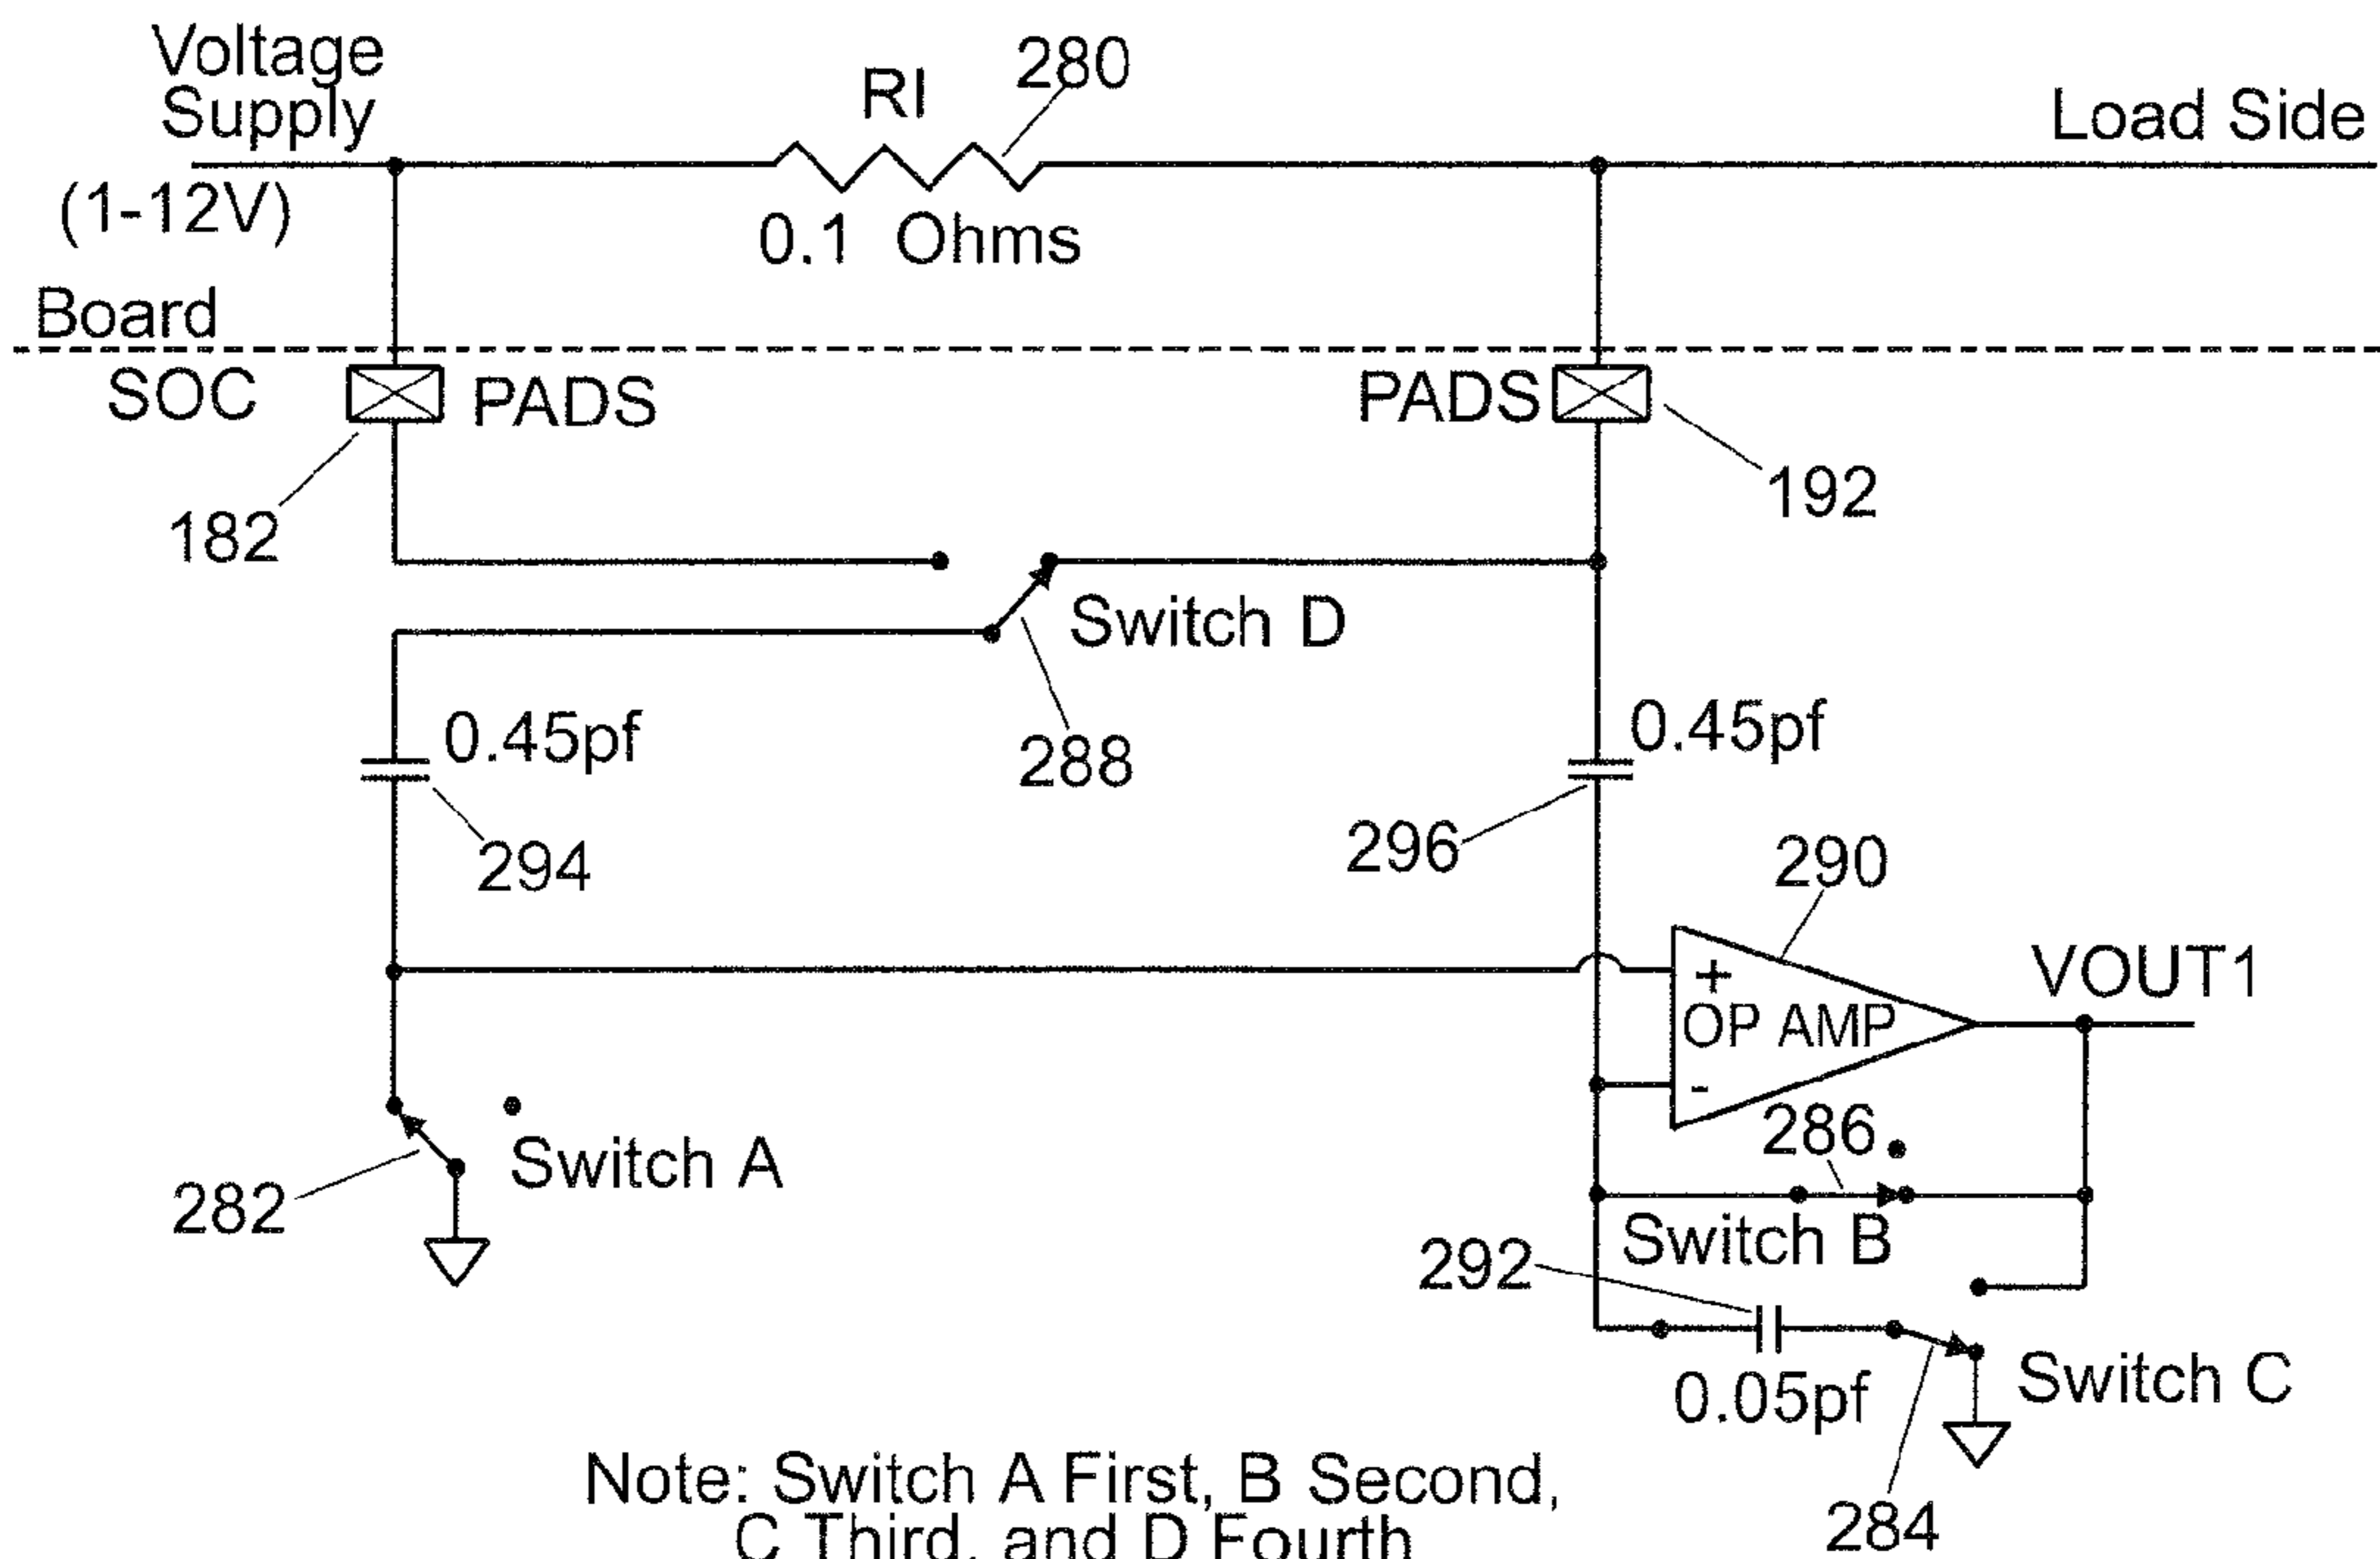 Voltage
Supply
(1-12V)
RI
280
0.1 Ohms
Load Side
Board
SOC
PADS
PADS
182
192
Switch D
288
0.45pf
294
0.45pf
296
290
+
OP AMP
-
VOUT1
286
Switch A
282
Switch B
292
0.05pf
Switch C
284
Note: Switch A First, B Second,
C Third, and D Fourth